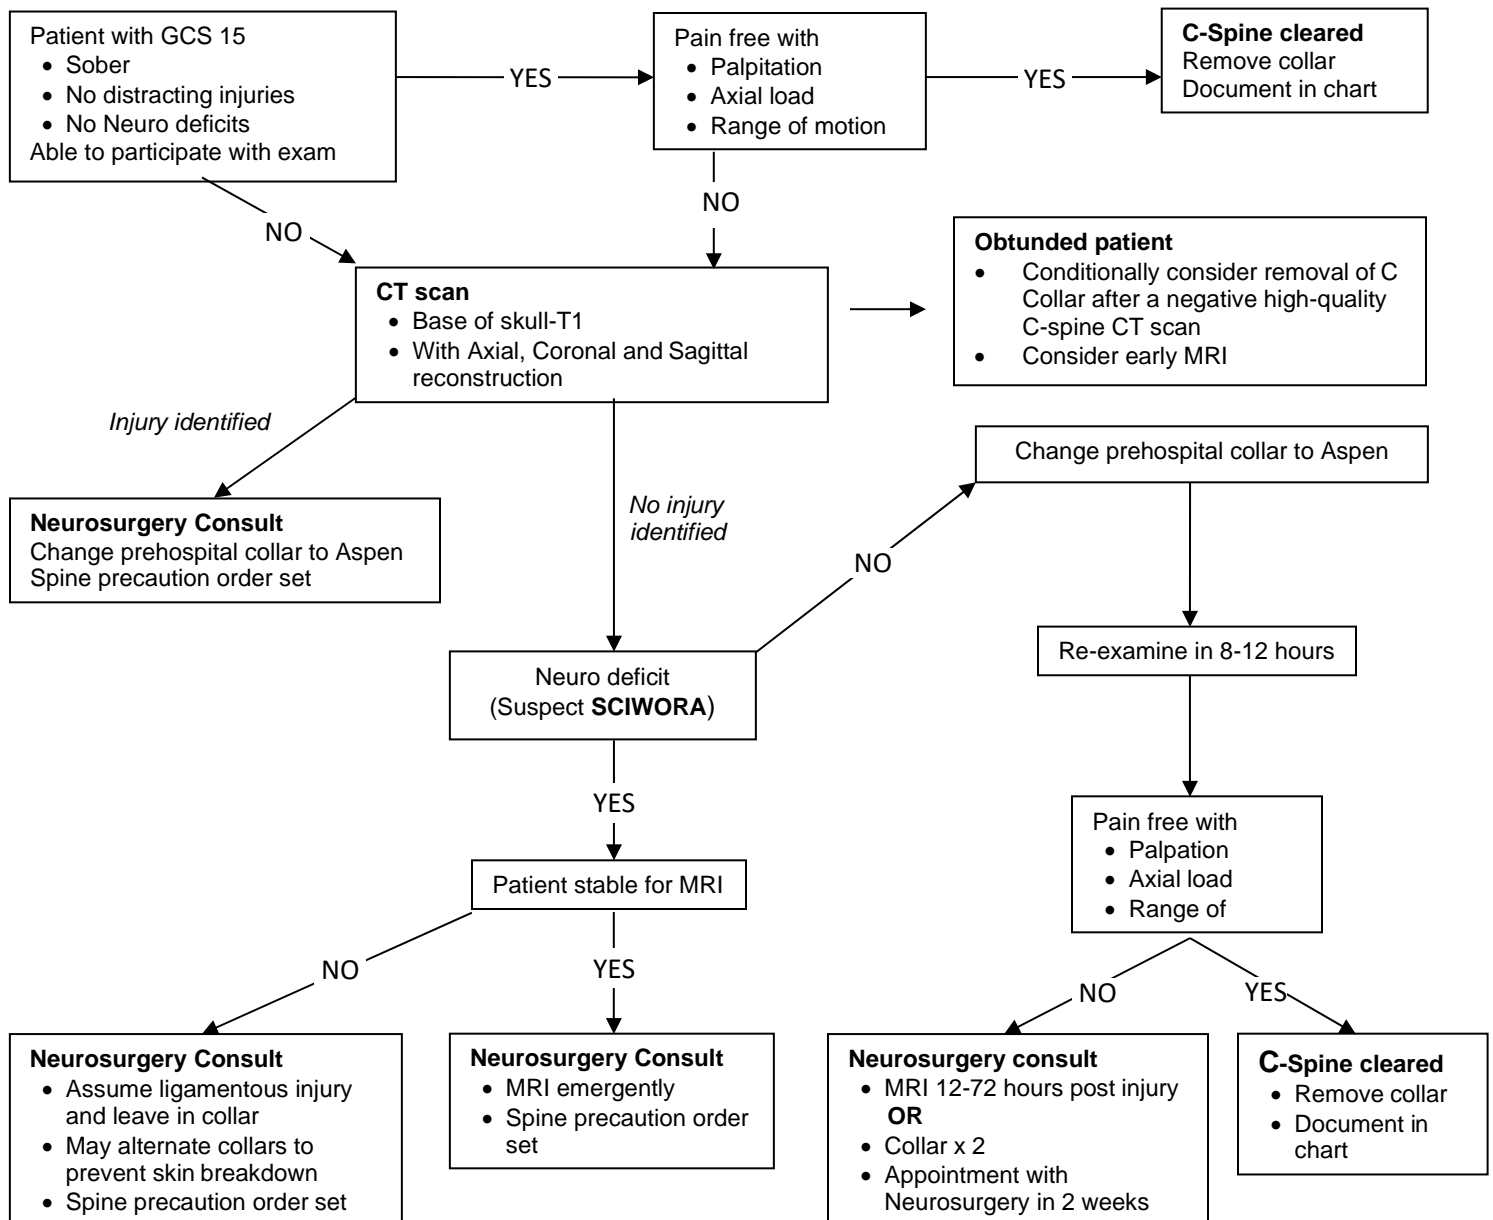 Patient with GCS 15
• Sober
• No distracting injuries
• No Neuro deficits
Able to participate with exam
YES
Pain free with
• Palpitation
• Axial load
• Range of motion
YES
C-Spine cleared
Remove collar
Document in chart
NO
NO
CT scan
• Base of skull-T1
• With Axial, Coronal and Sagittal
reconstruction
Obtunded patient
• Conditionally consider removal of C
Collar after a negative high-quality
C-spine CT scan
• Consider early MRI
Injury identified
No injury
identified
Neurosurgery Consult
Change prehospital collar to Aspen
Spine precaution order set
Change prehospital collar to Aspen
NO
Re-examine in 8-12 hours
Neuro deficit
(Suspect SCIWORA)
YES
Patient stable for MRI
Pain free with
• Palpation
• Axial load
• Range of
NO
YES
NO
YES
Neurosurgery Consult
• Assume ligamentous injury
and leave in collar
• May alternate collars to
prevent skin breakdown
• Spine precaution order set
Neurosurgery Consult
• MRI emergently
• Spine precaution order
set
Neurosurgery consult
• MRI 12-72 hours post injury
OR
• Collar x 2
• Appointment with
Neurosurgery in 2 weeks
C-Spine cleared
• Remove collar
• Document in
chart